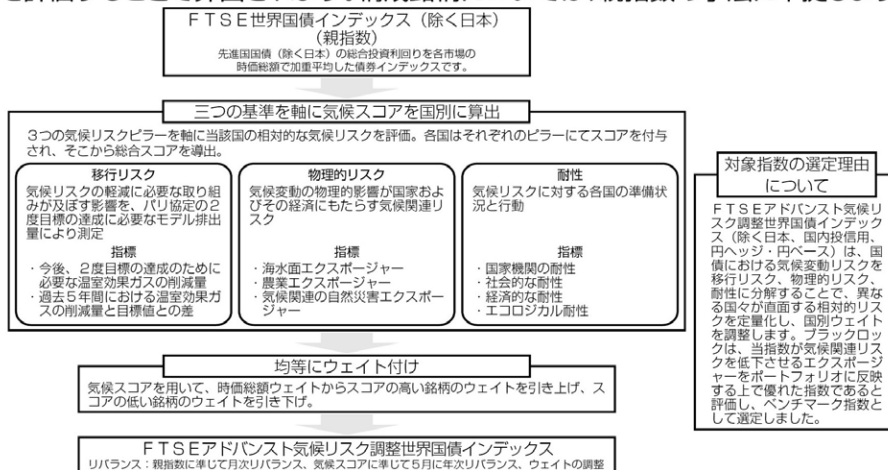 FTSE世界国債インデックス（除く日本）
（親指数）
先進国国債（除く日本）の総合投資利回りを各市場の
時価総額で加重平均した債券インデックスです。
三つの基準を軸に気候スコアを国別に算出
３つの気候リスクピラーを軸に当該国の相対的な気候リスクを評価。各国はそれぞれのピラーにてスコアを付与
され、そこから総合スコアを導出。
移行リスク
気候リスクの軽減に必要な取り組
みが及ぼす影響を、パリ協定の２
度目標の達成に必要なモデル排出
量により測定
指標
・今後、２度目標の達成のために
必要な温室効果ガスの削減量
・過去５年間における温室効果ガ
スの削減量と目標値との差
物理的リスク
気候変動の物理的影響が国家およ
びその経済にもたらす気候関連リ
スク
指標
・海水面エクスポージャー
・農業エクスポージャー
・気候関連の自然災害エクスポー
ジャー
耐性
気候リスクに対する各国の準備状
況と行動
指標
・国家機関の耐性
・社会的な耐性
・経済的な耐性
・エコロジカル耐性
均等にウェイト付け
気候スコアを用いて、時価総額ウェイトからスコアの高い銘柄のウェイトを引き上げ、ス
コアの低い銘柄のウェイトを引き下げ。
FTSEアドバンスト気候リスク調整世界国債インデックス
リバランス：親指数に準じて月次リバランス、気候スコアに準じて５月に年次リバランス、ウェイトの調整
対象指数の選定理由
について
FTSEアドバンスト気候リ
スク調整世界国債インデック
ス（除く日本、国内投信用、
円ヘッジ・円ベース）は、国
債における気候変動リスクを
移行リスク、物理的リスク、
耐性に分解することで、異な
る国々が直面する相対的リス
クを定量化し、国別ウェイト
を調整します。ブラックロッ
クは、当指数が気候関連リス
クを低下させるエクスポージ
ャーをポートフォリオに反映
する上で優れた指数であると
評価し、ベンチマーク指数と
して選定しました。